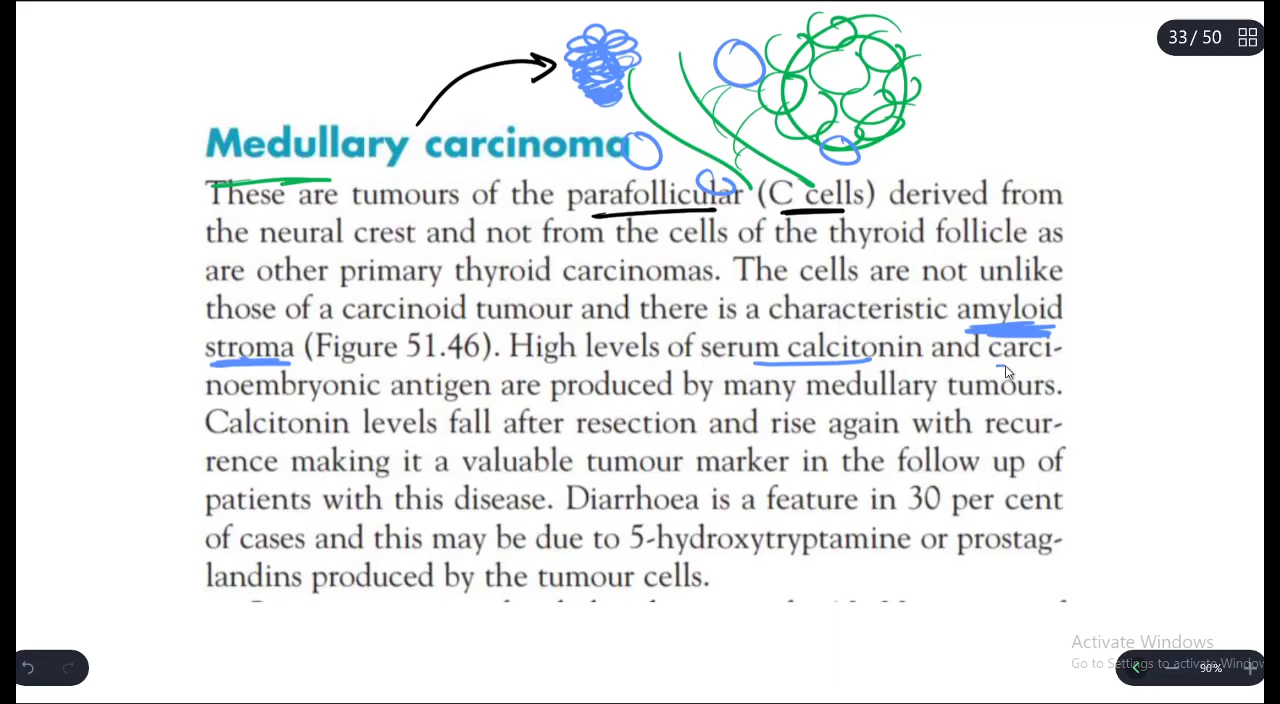 33 / 50
Medullary carcinoma
These are tumours of the parafollicular (C cells) derived from
the neural crest and not from the cells of the thyroid follicle as
are other primary thyroid carcinomas. The cells are not unlike
those of a carcinoid tumour and there is a characteristic amyloid
stroma (Figure 51.46). High levels of serum calcitonin and carci-
noembryonic antigen are produced by many medullary tumours.
Calcitonin levels fall after resection and rise again with recur-
rence making it a valuable tumour marker in the follow up of
patients with this disease. Diarrhoea is a feature in 30 per cent
of cases and this may be due to 5-hydroxytryptamine or prostag-
landins produced by the tumour cells.
Activate Windows
Go to Settings to activate Window
90%